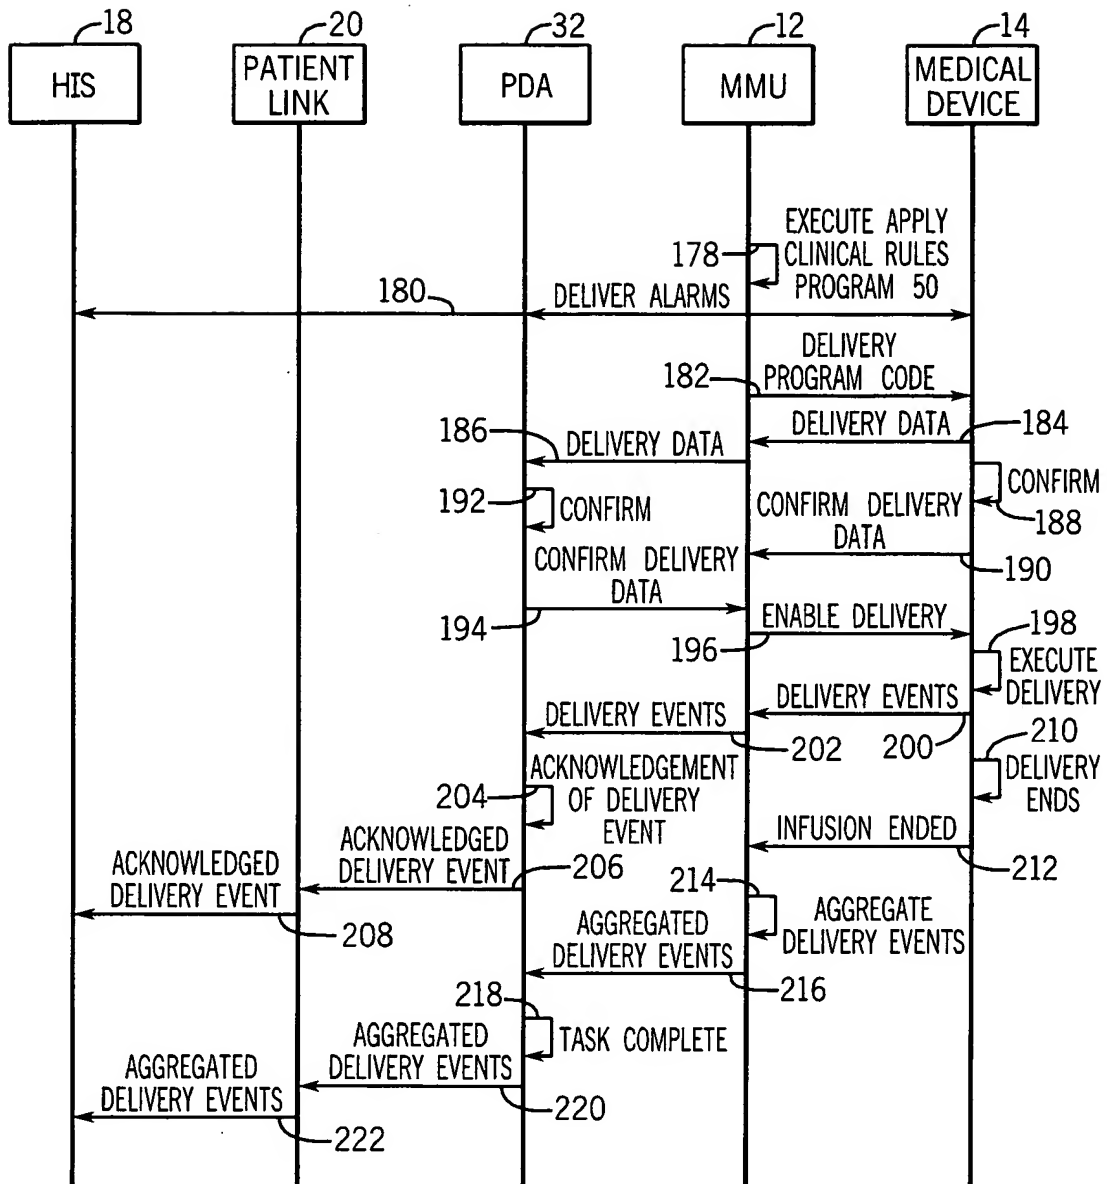 18
20
32
12
14
HIS
PATIENT
LINK
PDA
MMU
MEDICAL
DEVICE
178
EXECUTE APPLY
CLINICAL RULES
PROGRAM 50
180
DELIVER ALARMS
182
DELIVERY
PROGRAM CODE
DELIVERY DATA
184
186
DELIVERY DATA
192
CONFIRM
CONFIRM
188
CONFIRM DELIVERY
DATA
190
CONFIRM DELIVERY
DATA
194
ENABLE DELIVERY
196
198
EXECUTE
DELIVERY
DELIVERY EVENTS
200
DELIVERY EVENTS
202
210
DELIVERY
ENDS
204
ACKNOWLEDGEMENT
OF DELIVERY
EVENT
INFUSION ENDED
212
ACKNOWLEDGED
DELIVERY EVENT
206
ACKNOWLEDGED
DELIVERY EVENT
208
214
AGGREGATE
DELIVERY EVENTS
AGGREGATED
DELIVERY EVENTS
216
218
TASK COMPLETE
AGGREGATED
DELIVERY EVENTS
220
AGGREGATED
DELIVERY EVENTS
222